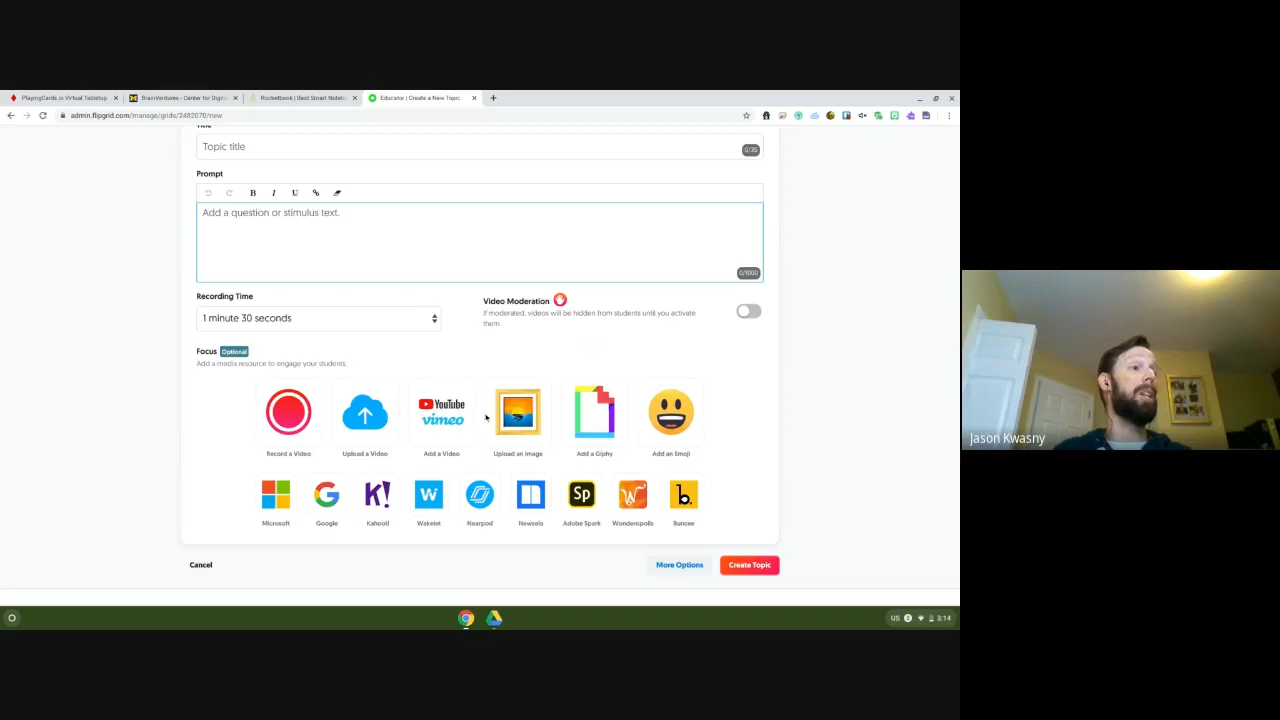 PlayingCards.io Virtual Tabletop
BrainVentures - Center for Digita
Rocketbook | Best Smart Notebo
Educator | Create a New Topic
admin.flipgrid.com/manage/grids/2482070/new
Title
Topic title
0/35
Prompt
B I U
Add a question or stimulus text.
0/1000
Recording Time
1 minute 30 seconds
Video Moderation
If moderated, videos will be hidden from students until you activate
them.
Focus Optional
Add a media resource to engage your students.
YouTube
vimeo
Record a Video
Upload a Video
Add a Video
Upload an Image
Add a Giphy
Add an Emoji
K! W Sp W b.
Microsoft
Google
Kahoot!
Wakelet
Nearpod
Newsela
Adobe Spark
Wonderopolis
Buncee
Cancel
More Options
Create Topic
US 2 3:14
Jason Kwasny